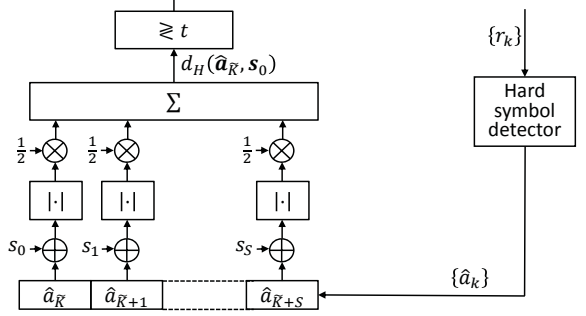 ≷ t
{r_k}
d_H(â_K̃, s_0)
Σ
Hard
symbol
detector
1/2 ⊗ 1/2 ⊗ 1/2 ⊗
|·| |·| |·|
s_0 ⊕ s_1 ⊕ s_S ⊕
{â_k}
â_K̃ â_K̃+1 â_K̃+S